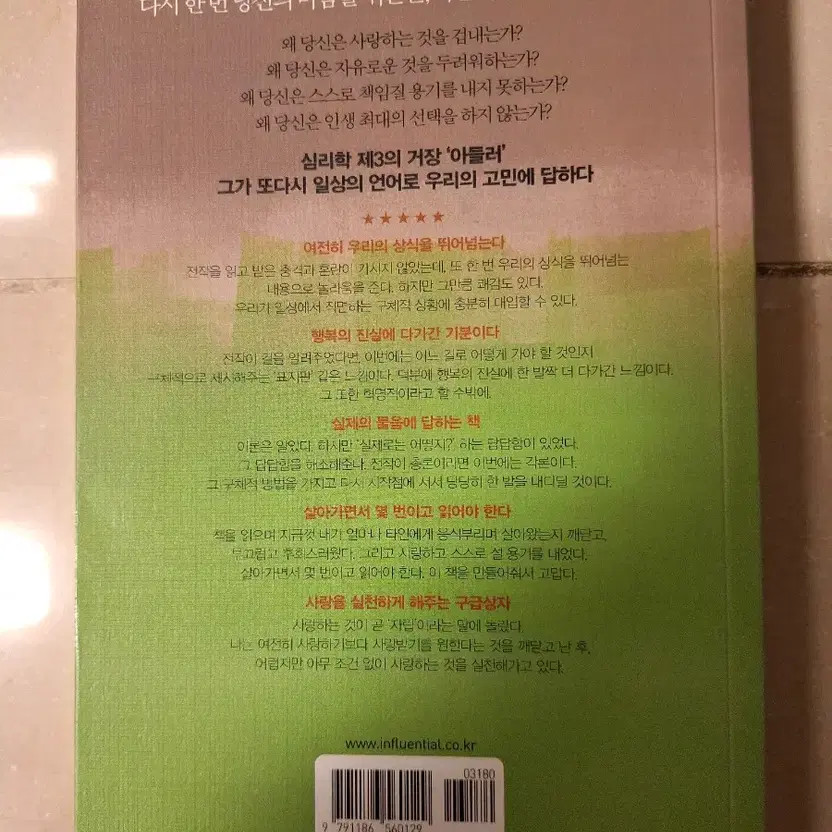 다시 한 번 당신의
왜 당신은 사랑하는 것을 겁내는가?
왜 당신은 자유로운 것을 두려워하는가?
왜 당신은 스스로 책임질 용기를 내지 못하는가?
왜 당신은 인생 최대의 선택을 하지 않는가?
심리학 제3의 거장 ‘아들러’
그가 또다시 일상의 언어로 우리의 고민에 답하다
★★★★★
여전히 우리의 상식을 뛰어넘는다
전작을 읽고 받은 충격과 혼란이 가시지 않았는데, 또 한 번 우리의 상식을 뛰어넘는
내용으로 놀라움을 준다. 하지만 그만큼 쾌감도 있다.
우리가 일상에서 직면하는 구체적 상황에 충분히 대입할 수 있다.
행복의 진실에 다가간 기분이다
전작이 길을 알려주었다면, 이번에는 어느 길로 어떻게 가야 할 것인지
구체적으로 제시해주는 ‘표지판’ 같은 느낌이다. 덕분에 행복의 진실에 한 발짝 더 다가간 느낌이다.
그 또한 혁명적이라고 할 수밖에.
실제의 물음에 답하는 책
이론은 알았다. 하지만 ‘실제로는 어떻지?’ 하는 답답함이 있었다.
그 답답함을 해소해준다. 전작이 총론이라면 이번에는 각론이다.
그 구체적 방법을 가지고 다시 시작점에 서서 당당히 한 발을 내디딜 것이다.
살아가면서 몇 번이고 읽어야 한다
책을 읽으며 지금껏 내가 얼마나 타인에게 응석부리며 살아왔는지 깨닫고,
부끄럽고 후회스러웠다. 그리고 사랑하고, 스스로 설 용기를 내었다.
살아가면서 몇 번이고 읽어야 한다. 이 책을 만들어줘서 고맙다.
사랑을 실천하게 해주는 구급상자
사랑하는 것이 곧 ‘자립’이라는 말에 놀랐다.
나는 여전히 사랑하기보다 사랑받기를 원한다는 것을 깨닫고 난 후,
어렵지만 아무 조건 없이 사랑하는 것을 실천해가고 있다.
www.influential.co.kr
03180
9 791186 560129